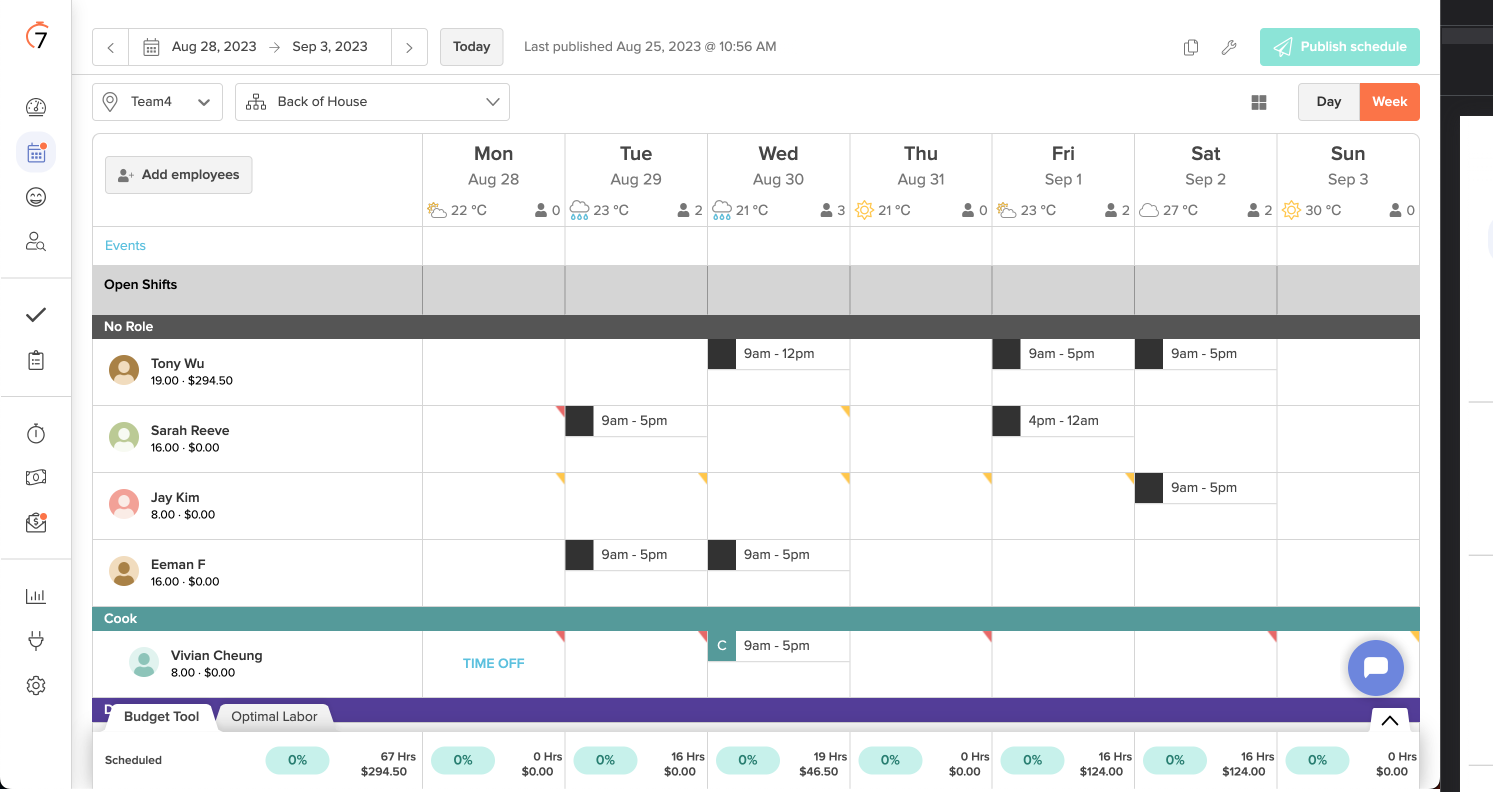 7
Aug 28, 2023 → Sep 3, 2023
Today
Last published Aug 25, 2023 @ 10:56 AM
Publish schedule
Team4
Back of House
Day
Week
Add employees
Mon Tue Wed Thu Fri Sat Sun
Aug 28 Aug 29 Aug 30 Aug 31 Sep 1 Sep 2 Sep 3
22 °C 0 23 °C 2 21 °C 3 21 °C 0 23 °C 2 27 °C 2 30 °C 0
Events
Open Shifts
No Role
Tony Wu
19.00 · $294.50
9am - 12pm 9am - 5pm 9am - 5pm
Sarah Reeve
16.00 · $0.00
9am - 5pm 4pm - 12am
Jay Kim
8.00 · $0.00
9am - 5pm
Eeman F
16.00 · $0.00
9am - 5pm 9am - 5pm
Cook
Vivian Cheung
8.00 · $0.00
TIME OFF
C 9am - 5pm
Budget Tool
Optimal Labor
Scheduled
0% 67 Hrs 0% 0 Hrs 0% 16 Hrs 0% 19 Hrs 0% 0 Hrs 0% 16 Hrs 0% 16 Hrs 0% 0 Hrs
$294.50 $0.00 $0.00 $46.50 $0.00 $124.00 $124.00 $0.00